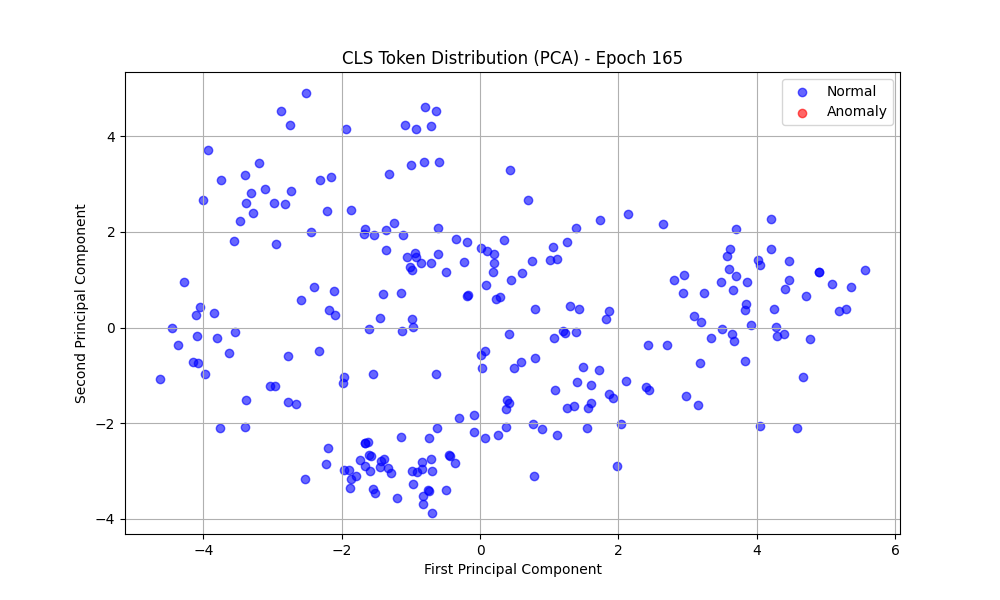 CLS Token Distribution (PCA) - Epoch 165
Normal
Anomaly
4
2
0
−2
−4
Second Principal Component
−4
−2
0
2
4
6
First Principal Component